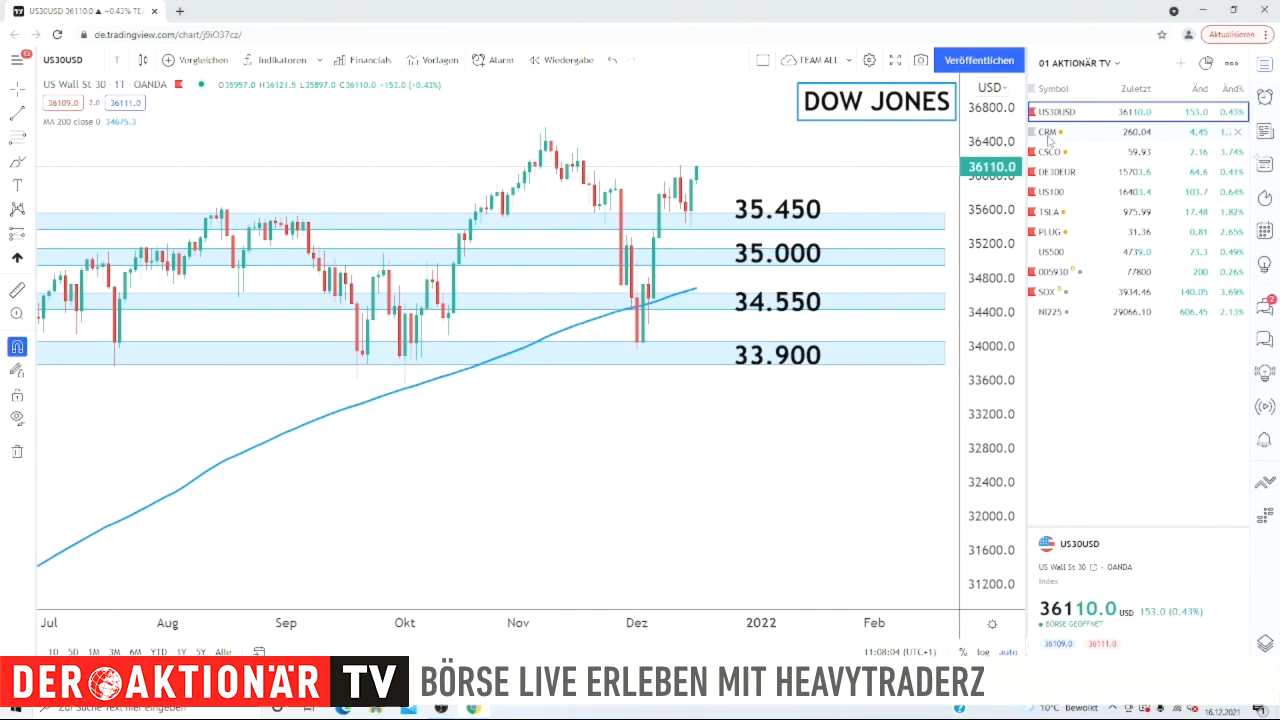 US30USD 36110.0 ▲ +0.43% TE
de.tradingview.com/chart/j9iO37cz/
Aktualisieren
US30USD
T
Vergleichen
Indikatoren
Financials
Vorlagen
Alarm
Wiedergabe
TEAM ALL
Veröffentlichen
US Wall St 30 · 1T · OANDA
O35957.0 H36121.5 L35897.0 C36110.0 +153.0 (+0.43%)
36109.0 36111.0
MA 200 close 0 34675.3
DOW JONES
35.450
35.000
34.550
33.900
USD
36800.0
36400.0
36110.0
35600.0
35200.0
34800.0
34400.0
34000.0
33600.0
33200.0
32800.0
32400.0
32000.0
31600.0
31200.0
Jul Aug Sep Okt Nov Dez 2022 Feb
1D 5D 1M 3M 6M YTD 1Y 5Y Alle
11:08:04 (UTC+1) % log auto
01 AKTIONÄR TV
Symbol Zuletzt Änd Änd%
US30USD 36110.0 153.0 0.43%
CRM 260.04 4.45
CSCO 59.93 2.16 3.74%
DE30EUR 15703.6 64.6 0.41%
US100 16403.4 103.7 0.64%
TSLA 975.99 17.48 1.82%
PLUG 31.36 0.81 2.65%
US500 4739.0 23.3 0.49%
005930 D 77800 200 0.26%
SOX D 3934.46 140.05 3.69%
NI225 29066.10 606.45 2.13%
2
US30USD
US Wall St 30 · OANDA
Index
36110.0 USD 153.0 (0.43%)
BÖRSE GEÖFFNET
36109.0 36111.0
DER AKTIONÄR TV
BÖRSE LIVE ERLEBEN MIT HEAVYTRADERZ
Zur Suche Text hier eingeben
10°C Bewölkt
16.12.2021